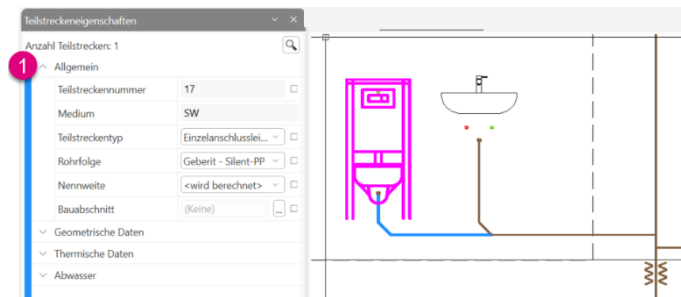 Teilstreckeneigenschaften
Anzahl Teilstrecken: 1
1
Allgemein
Teilstreckennummer 17
Medium SW
Teilstreckentyp Einzelanschlusslei...
Rohrfolge Geberit - Silent-PP
Nennweite <wird berechnet>
Bauabschnitt (Keine) ...
Geometrische Daten
Thermische Daten
Abwasser